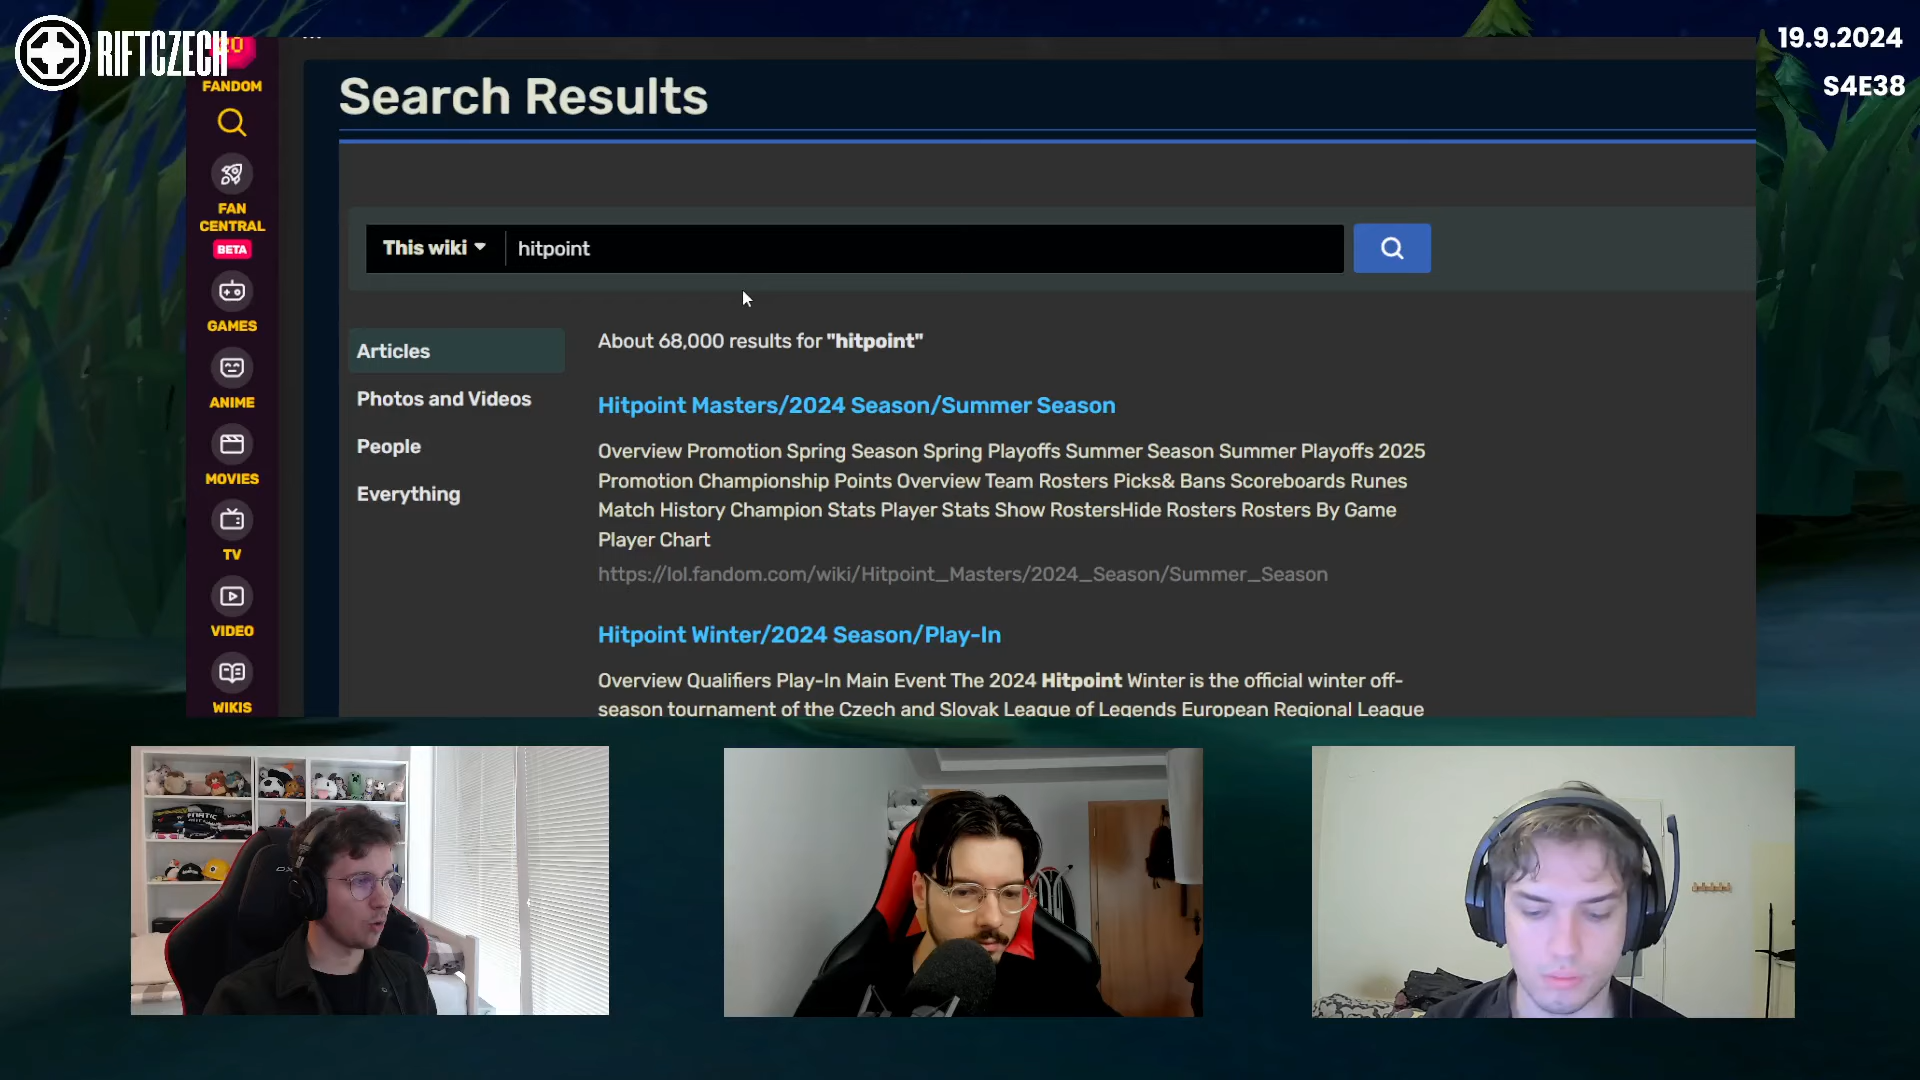 RIFTCZECH
19.9.2024
S4E38
20
FANDOM
FAN
CENTRAL
BETA
GAMES
ANIME
MOVIES
TV
VIDEO
WIKIS
Search Results
This wiki
hitpoint
Articles
Photos and Videos
People
Everything
About 68,000 results for "hitpoint"
Hitpoint Masters/2024 Season/Summer Season
Overview Promotion Spring Season Spring Playoffs Summer Season Summer Playoffs 2025
Promotion Championship Points Overview Team Rosters Picks& Bans Scoreboards Runes
Match History Champion Stats Player Stats Show RostersHide Rosters Rosters By Game
Player Chart
https://lol.fandom.com/wiki/Hitpoint_Masters/2024_Season/Summer_Season
Hitpoint Winter/2024 Season/Play-In
Overview Qualifiers Play-In Main Event The 2024 Hitpoint Winter is the official winter off-
season tournament of the Czech and Slovak League of Legends European Regional League
FNATIC